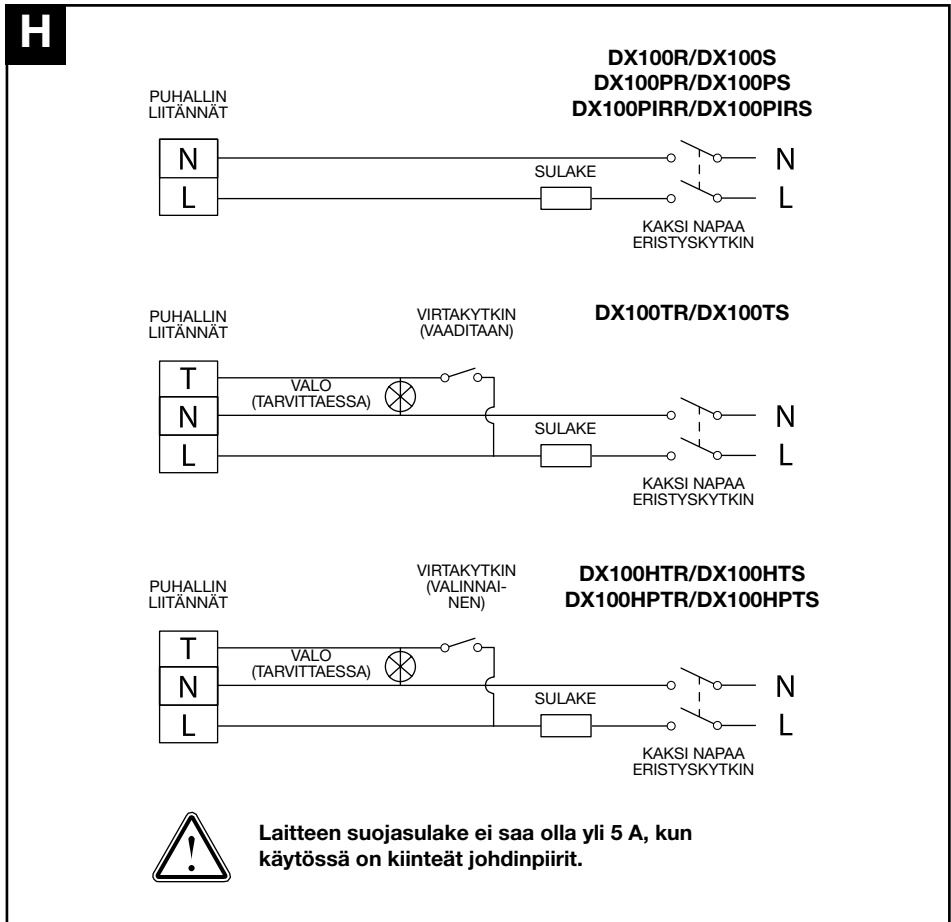 H
DX100R/DX100S
DX100PR/DX100PS
DX100PIRR/DX100PIRS
PUHALLIN
LIITÄNNÄT
N
L
SULAKE
N
L
KAKSI NAPAA
ERISTYSKYTKIN
DX100TR/DX100TS
PUHALLIN
LIITÄNNÄT
VIRTAKYTKIN
(VAADITAAN)
T
N
L
VALO
(TARVITTAESSA)
SULAKE
N
L
KAKSI NAPAA
ERISTYSKYTKIN
DX100HTR/DX100HTS
DX100HPTR/DX100HPTS
PUHALLIN
LIITÄNNÄT
VIRTAKYTKIN
(VALINNAI-
NEN)
T
N
L
VALO
(TARVITTAESSA)
SULAKE
N
L
KAKSI NAPAA
ERISTYSKYTKIN
!
Laitteen suojasulake ei saa olla yli 5 A, kun
käytössä on kiinteät johdinpiirit.